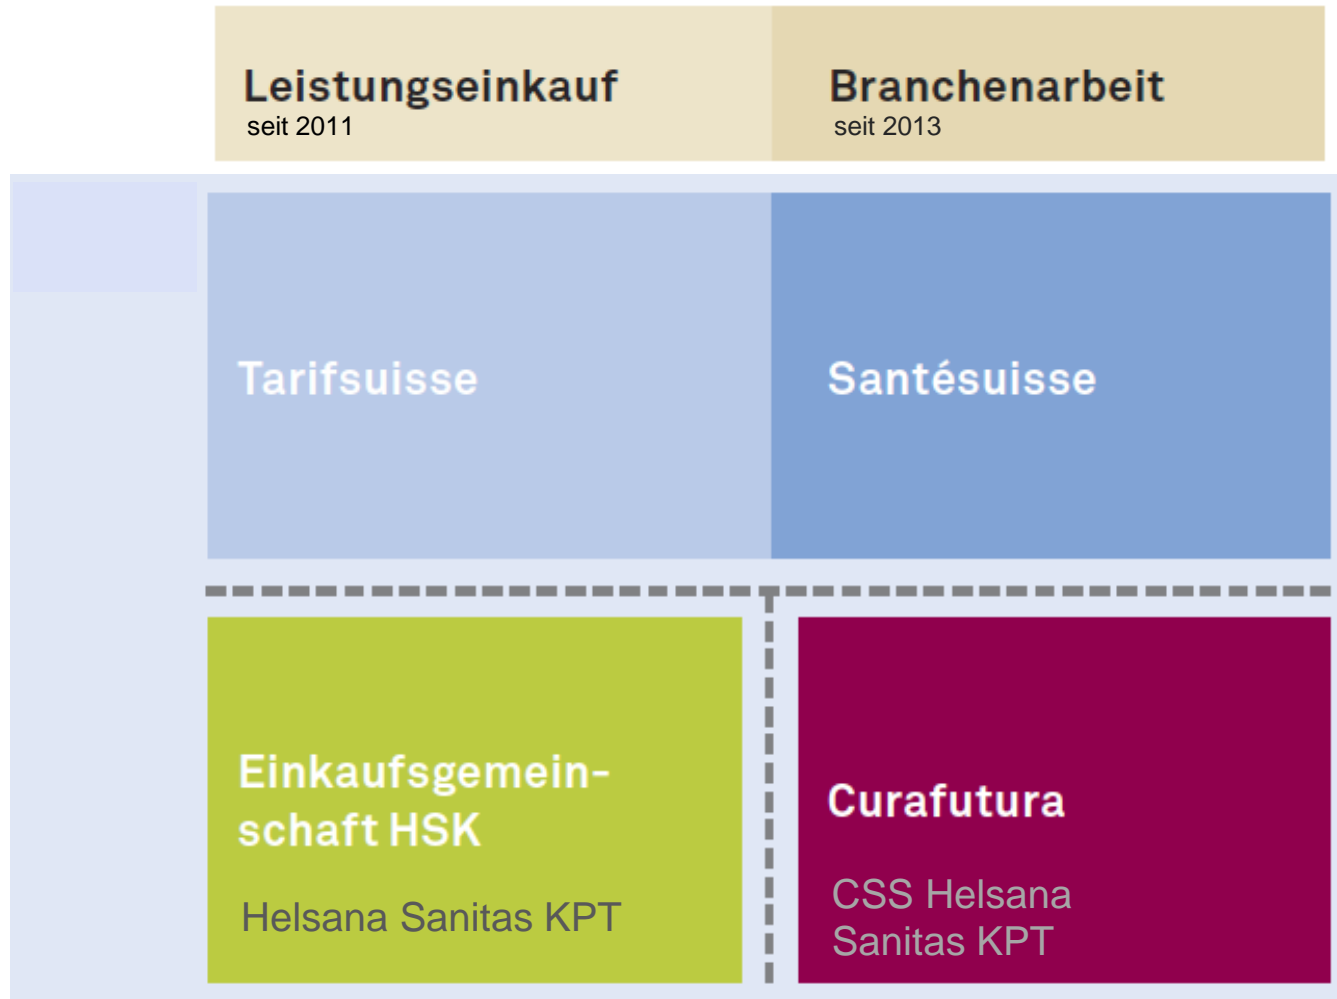 Leistungseinkauf
seit 2011
Branchenarbeit
seit 2013
Tarifsuisse
Santésuisse
Einkaufsgemein-
schaft HSK
Helsana Sanitas KPT
Curafutura
CSS Helsana
Sanitas KPT